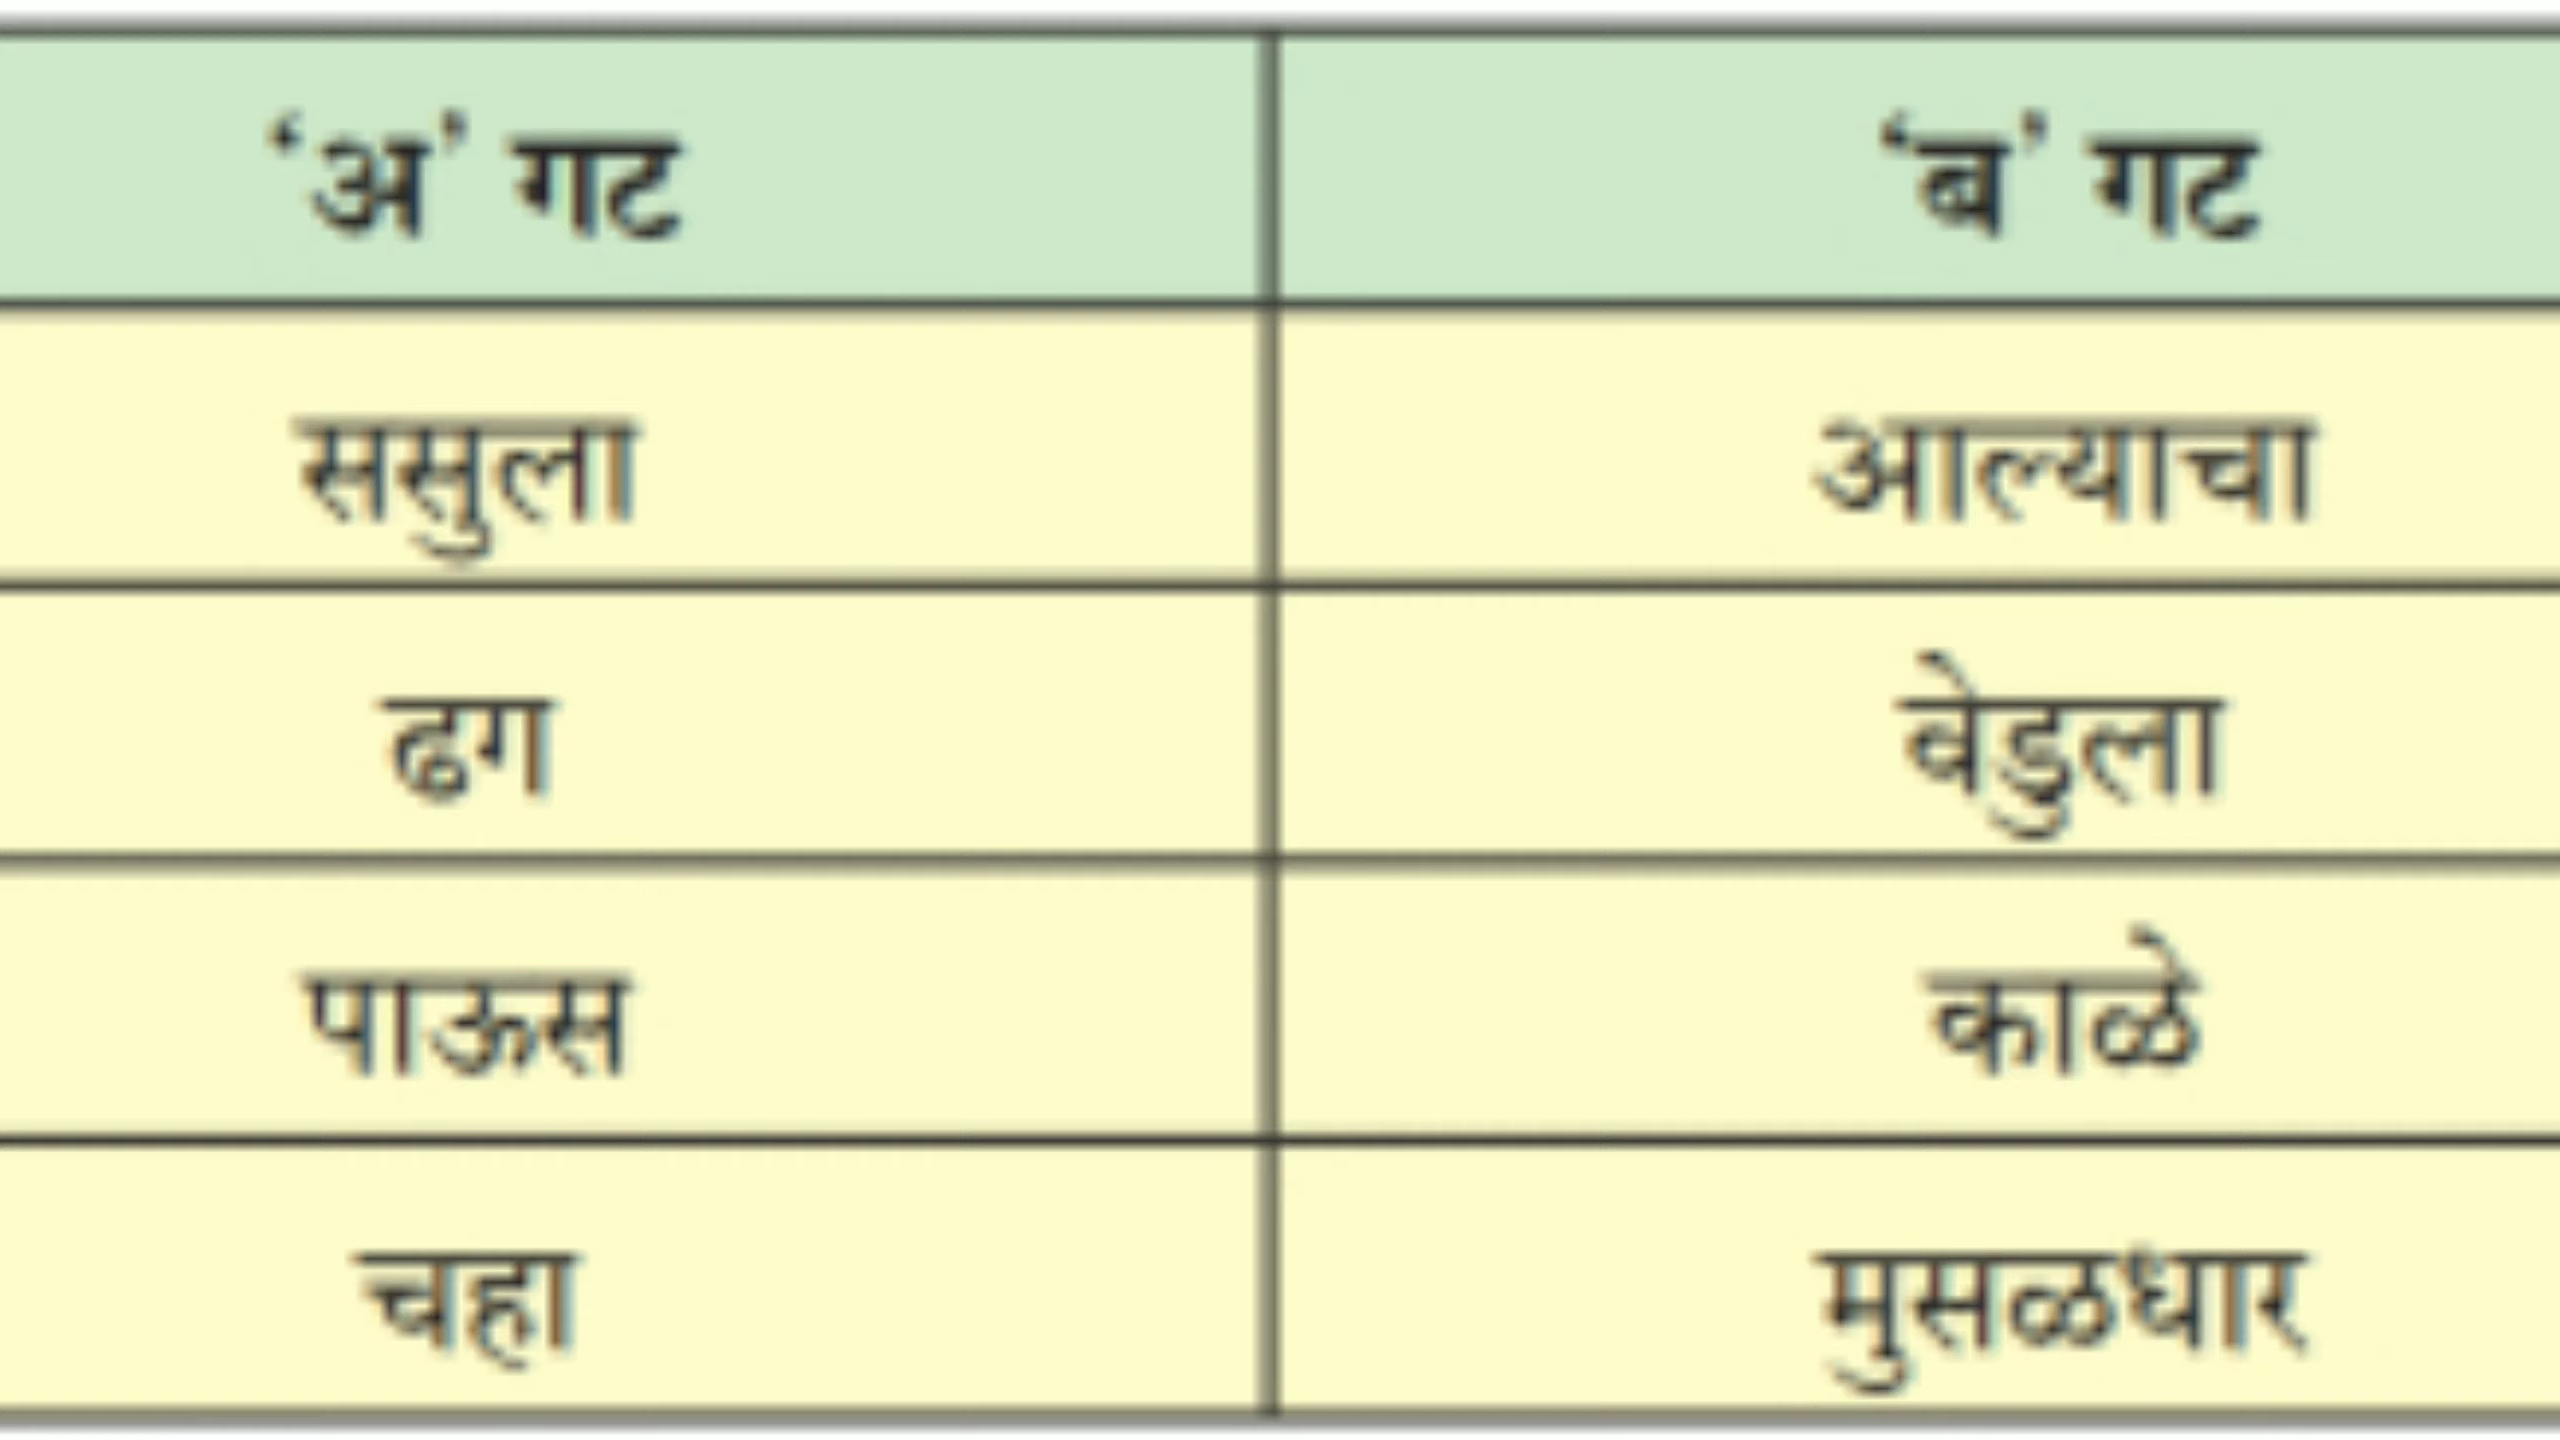 ‘अ’ गट ‘ब’ गट
ससुला आल्याचा
ढग वेडुला
पाऊस काळे
चहा मुसळधार